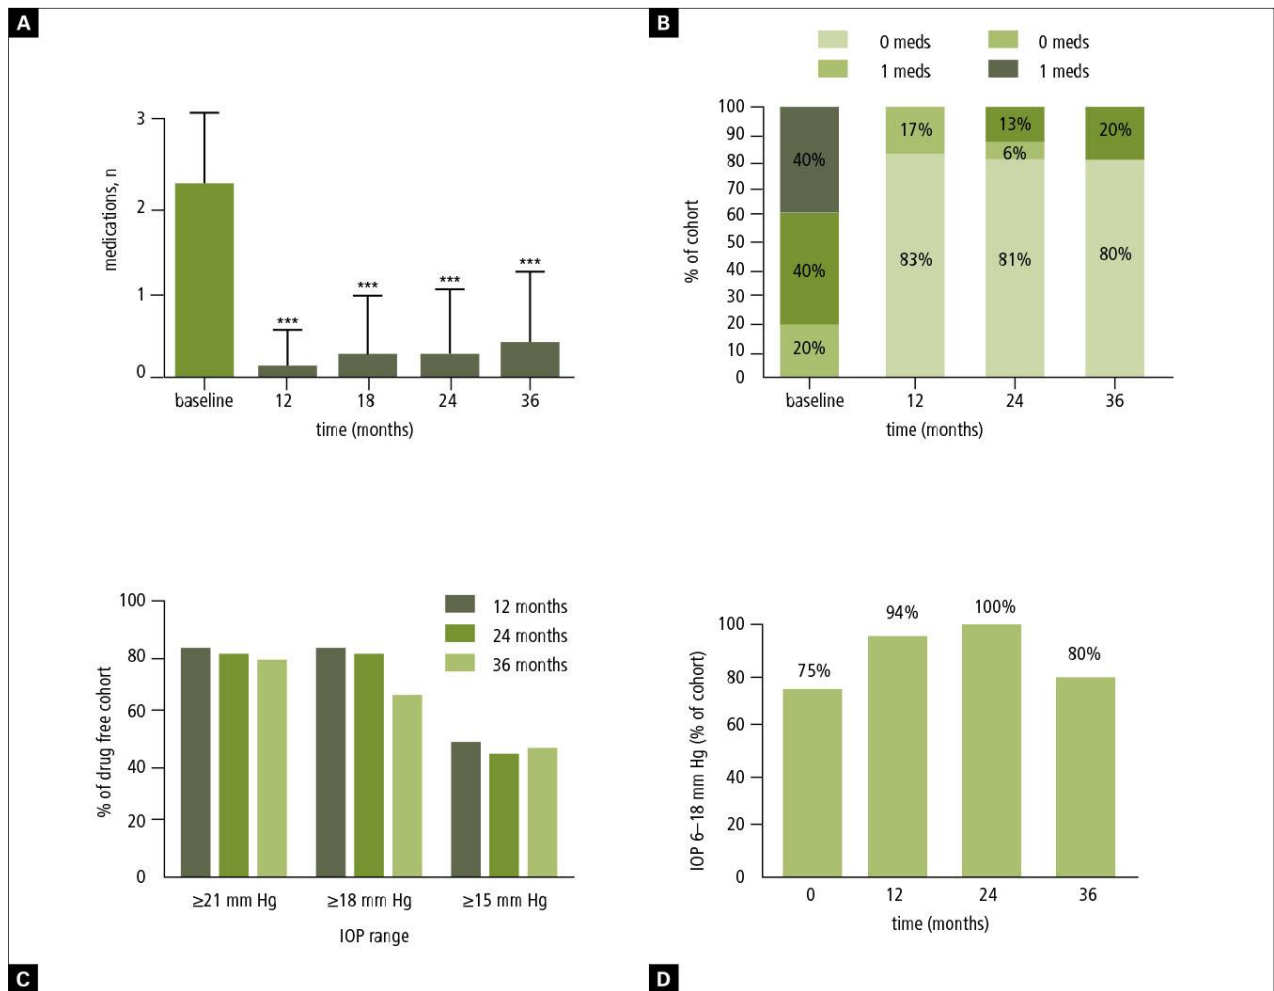 A
3
2
1
0
medications, n
***
***
***
***
baseline
12
18
24
36
time (months)
B
0 meds
0 meds
1 meds
1 meds
100
90
80
70
60
50
40
30
20
10
0
% of cohort
40%
40%
20%
17%
83%
13%
6%
81%
20%
80%
baseline
12
24
36
time (months)
100
80
60
40
20
0
% of drug free cohort
12 months
24 months
36 months
≥21 mm Hg
≥18 mm Hg
≥15 mm Hg
IOP range
C
100
80
60
40
20
0
IOP 6–18 mm Hg (% of cohort)
75%
94%
100%
80%
0
12
24
36
time (months)
D